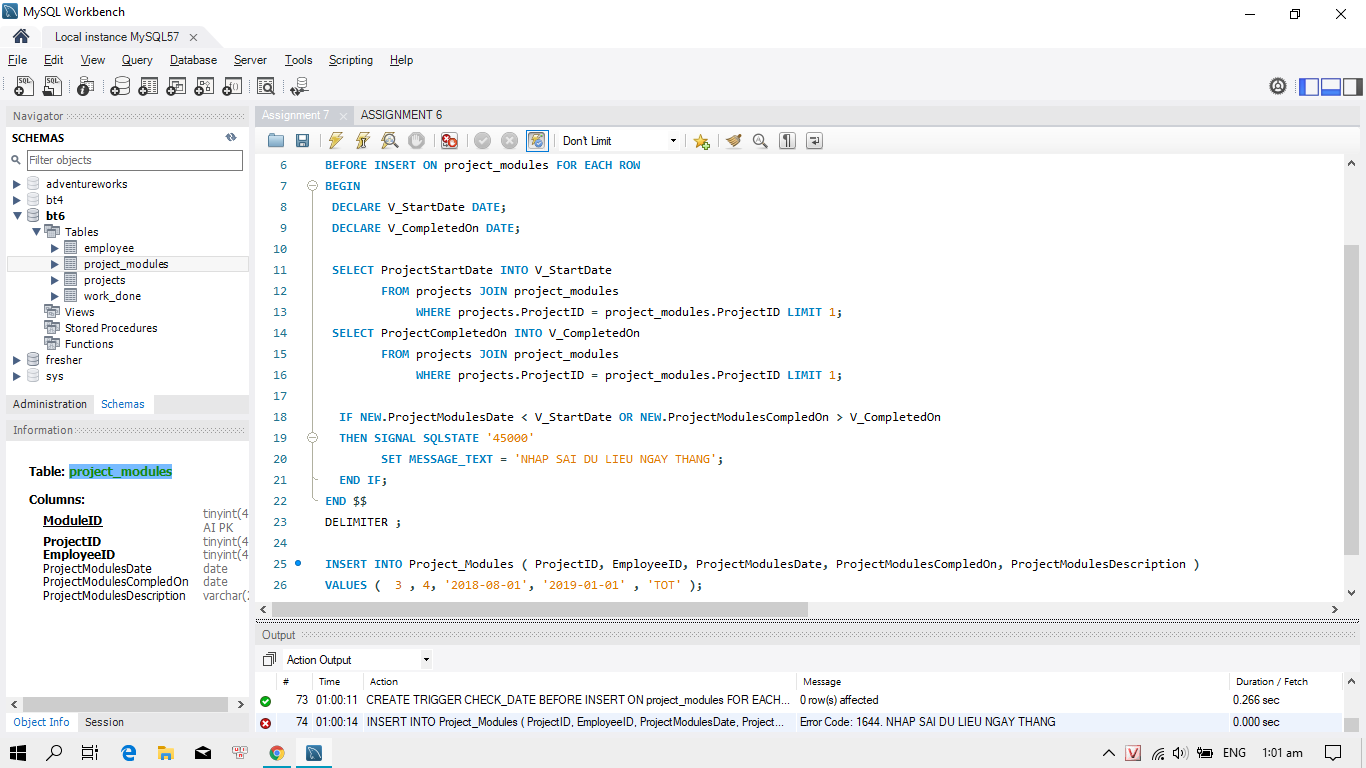 MySQL Workbench
Local instance MySQL57
File Edit View Query Database Server Tools Scripting Help
Navigator
SCHEMAS
Filter objects
adventureworks
bt4
bt6
Tables
employee
project_modules
projects
work_done
Views
Stored Procedures
Functions
fresher
sys
Administration Schemas
Information
Table: project_modules
Columns:
ModuleID tinyint(4
AI PK
ProjectID tinyint(4
EmployeeID tinyint(4
ProjectModulesDate date
ProjectModulesCompledOn date
ProjectModulesDescription varchar(
Object Info Session
Assignment 7 ASSIGNMENT 6
Don't Limit
6 BEFORE INSERT ON project_modules FOR EACH ROW
7 BEGIN
8 DECLARE V_StartDate DATE;
9 DECLARE V_CompletedOn DATE;
10
11 SELECT ProjectStartDate INTO V_StartDate
12 FROM projects JOIN project_modules
13 WHERE projects.ProjectID = project_modules.ProjectID LIMIT 1;
14 SELECT ProjectCompletedOn INTO V_CompletedOn
15 FROM projects JOIN project_modules
16 WHERE projects.ProjectID = project_modules.ProjectID LIMIT 1;
17
18 IF NEW.ProjectModulesDate < V_StartDate OR NEW.ProjectModulesCompledOn > V_CompletedOn
19 THEN SIGNAL SQLSTATE '45000'
20 SET MESSAGE_TEXT = 'NHAP SAI DU LIEU NGAY THANG';
21 END IF;
22 END $$
23 DELIMITER ;
24
25 INSERT INTO Project_Modules ( ProjectID, EmployeeID, ProjectModulesDate, ProjectModulesCompledOn, ProjectModulesDescription )
26 VALUES ( 3 , 4, '2018-08-01', '2019-01-01' , 'TOT' );
Output
Action Output
# Time Action Message Duration / Fetch
73 01:00:11 CREATE TRIGGER CHECK_DATE BEFORE INSERT ON project_modules FOR EACH... 0 row(s) affected 0.266 sec
74 01:00:14 INSERT INTO Project_Modules ( ProjectID, EmployeeID, ProjectModulesDate, Project... Error Code: 1644. NHAP SAI DU LIEU NGAY THANG 0.000 sec
ENG 1:01 am